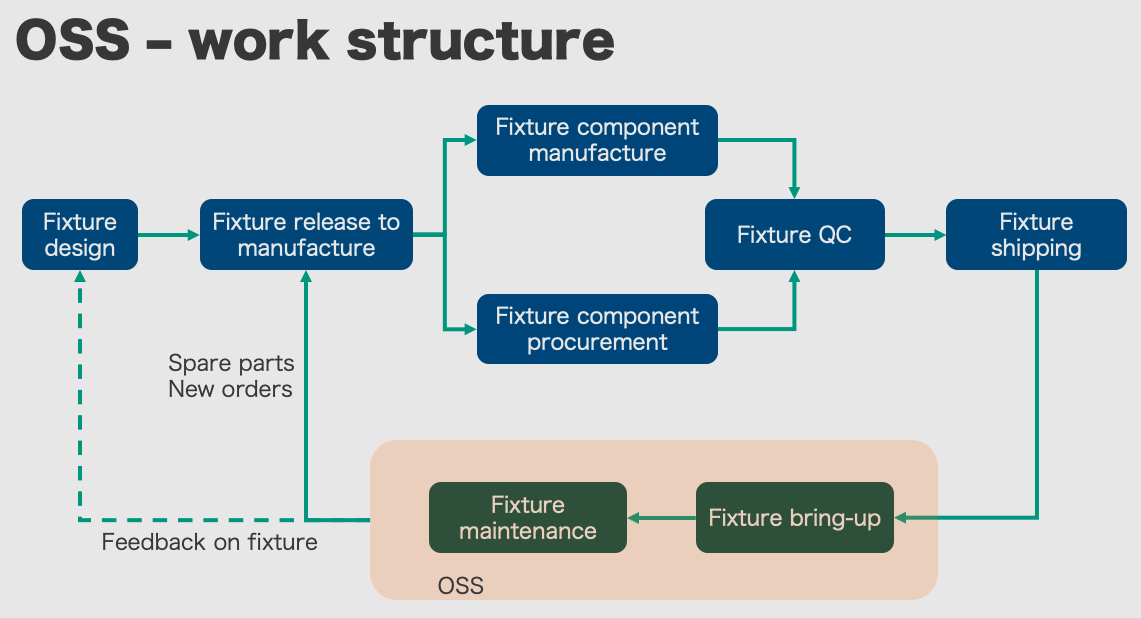 OSS – work structure
Fixture component
manufacture
Fixture
design
Fixture release to
manufacture
Fixture QC
Fixture
shipping
Fixture component
procurement
Spare parts
New orders
Fixture
maintenance
Fixture bring-up
Feedback on fixture
OSS